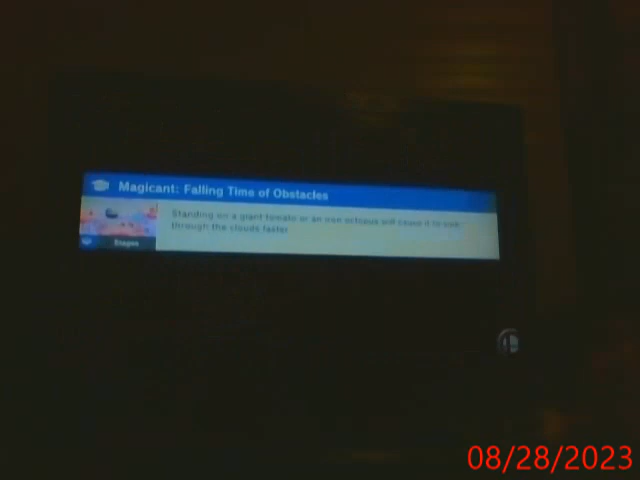 Magicant: Falling Time of Obstacles
Standing on a giant tomato or an iron octopus will cause it to sink
through the clouds faster.
Stages
08/28/2023